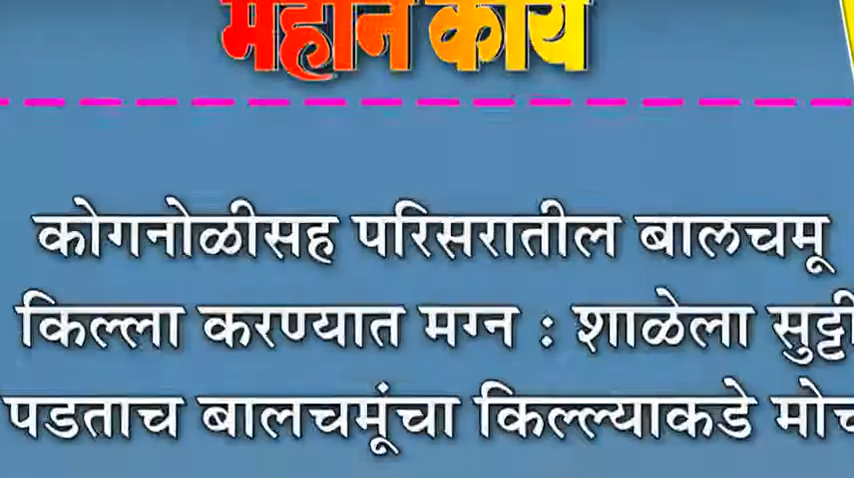 महान कार्य
कोगनोळीसह परिसरातील बालचमू
किल्ला करण्यात मग्न : शाळेला सुट्टी
पडताच बालचमूंचा किल्ल्याकडे